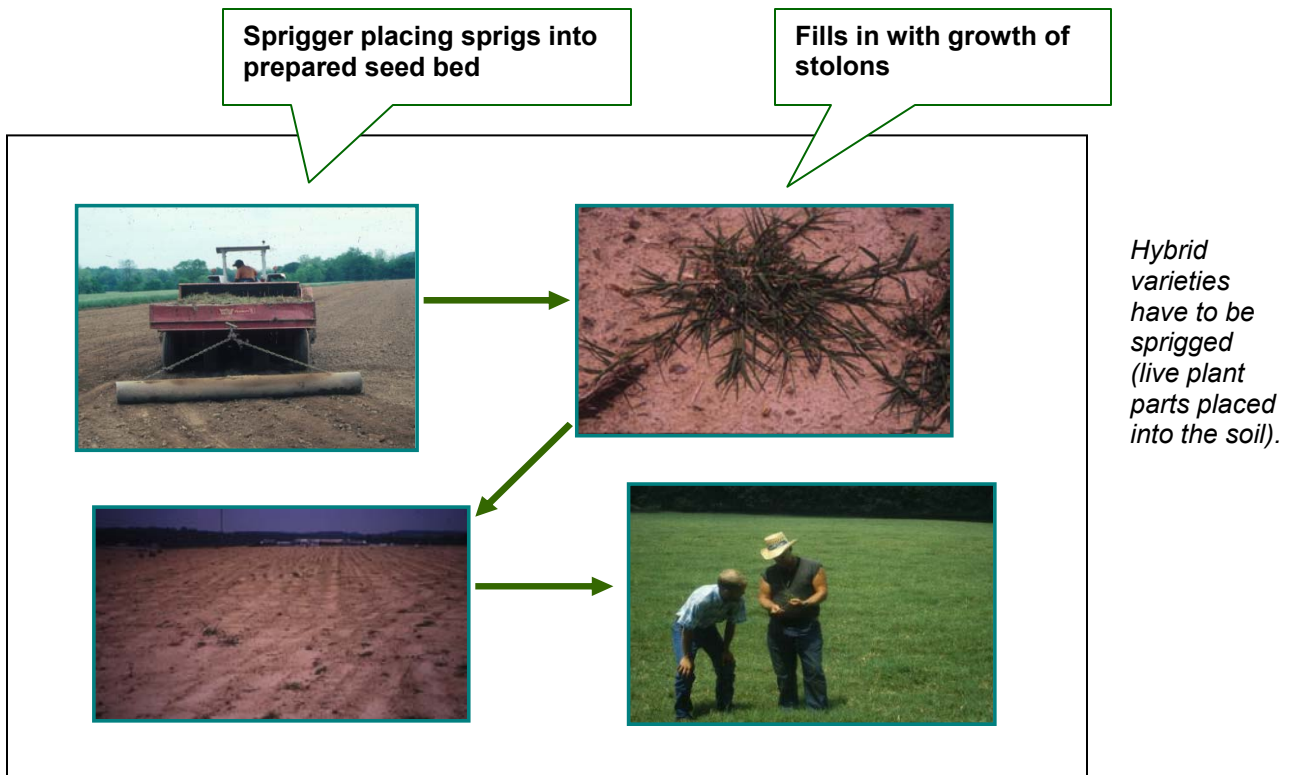 Sprigger placing sprigs into
prepared seed bed
Fills in with growth of
stolons
Hybrid
varieties
have to be
sprigged
(live plant
parts placed
into the soil).